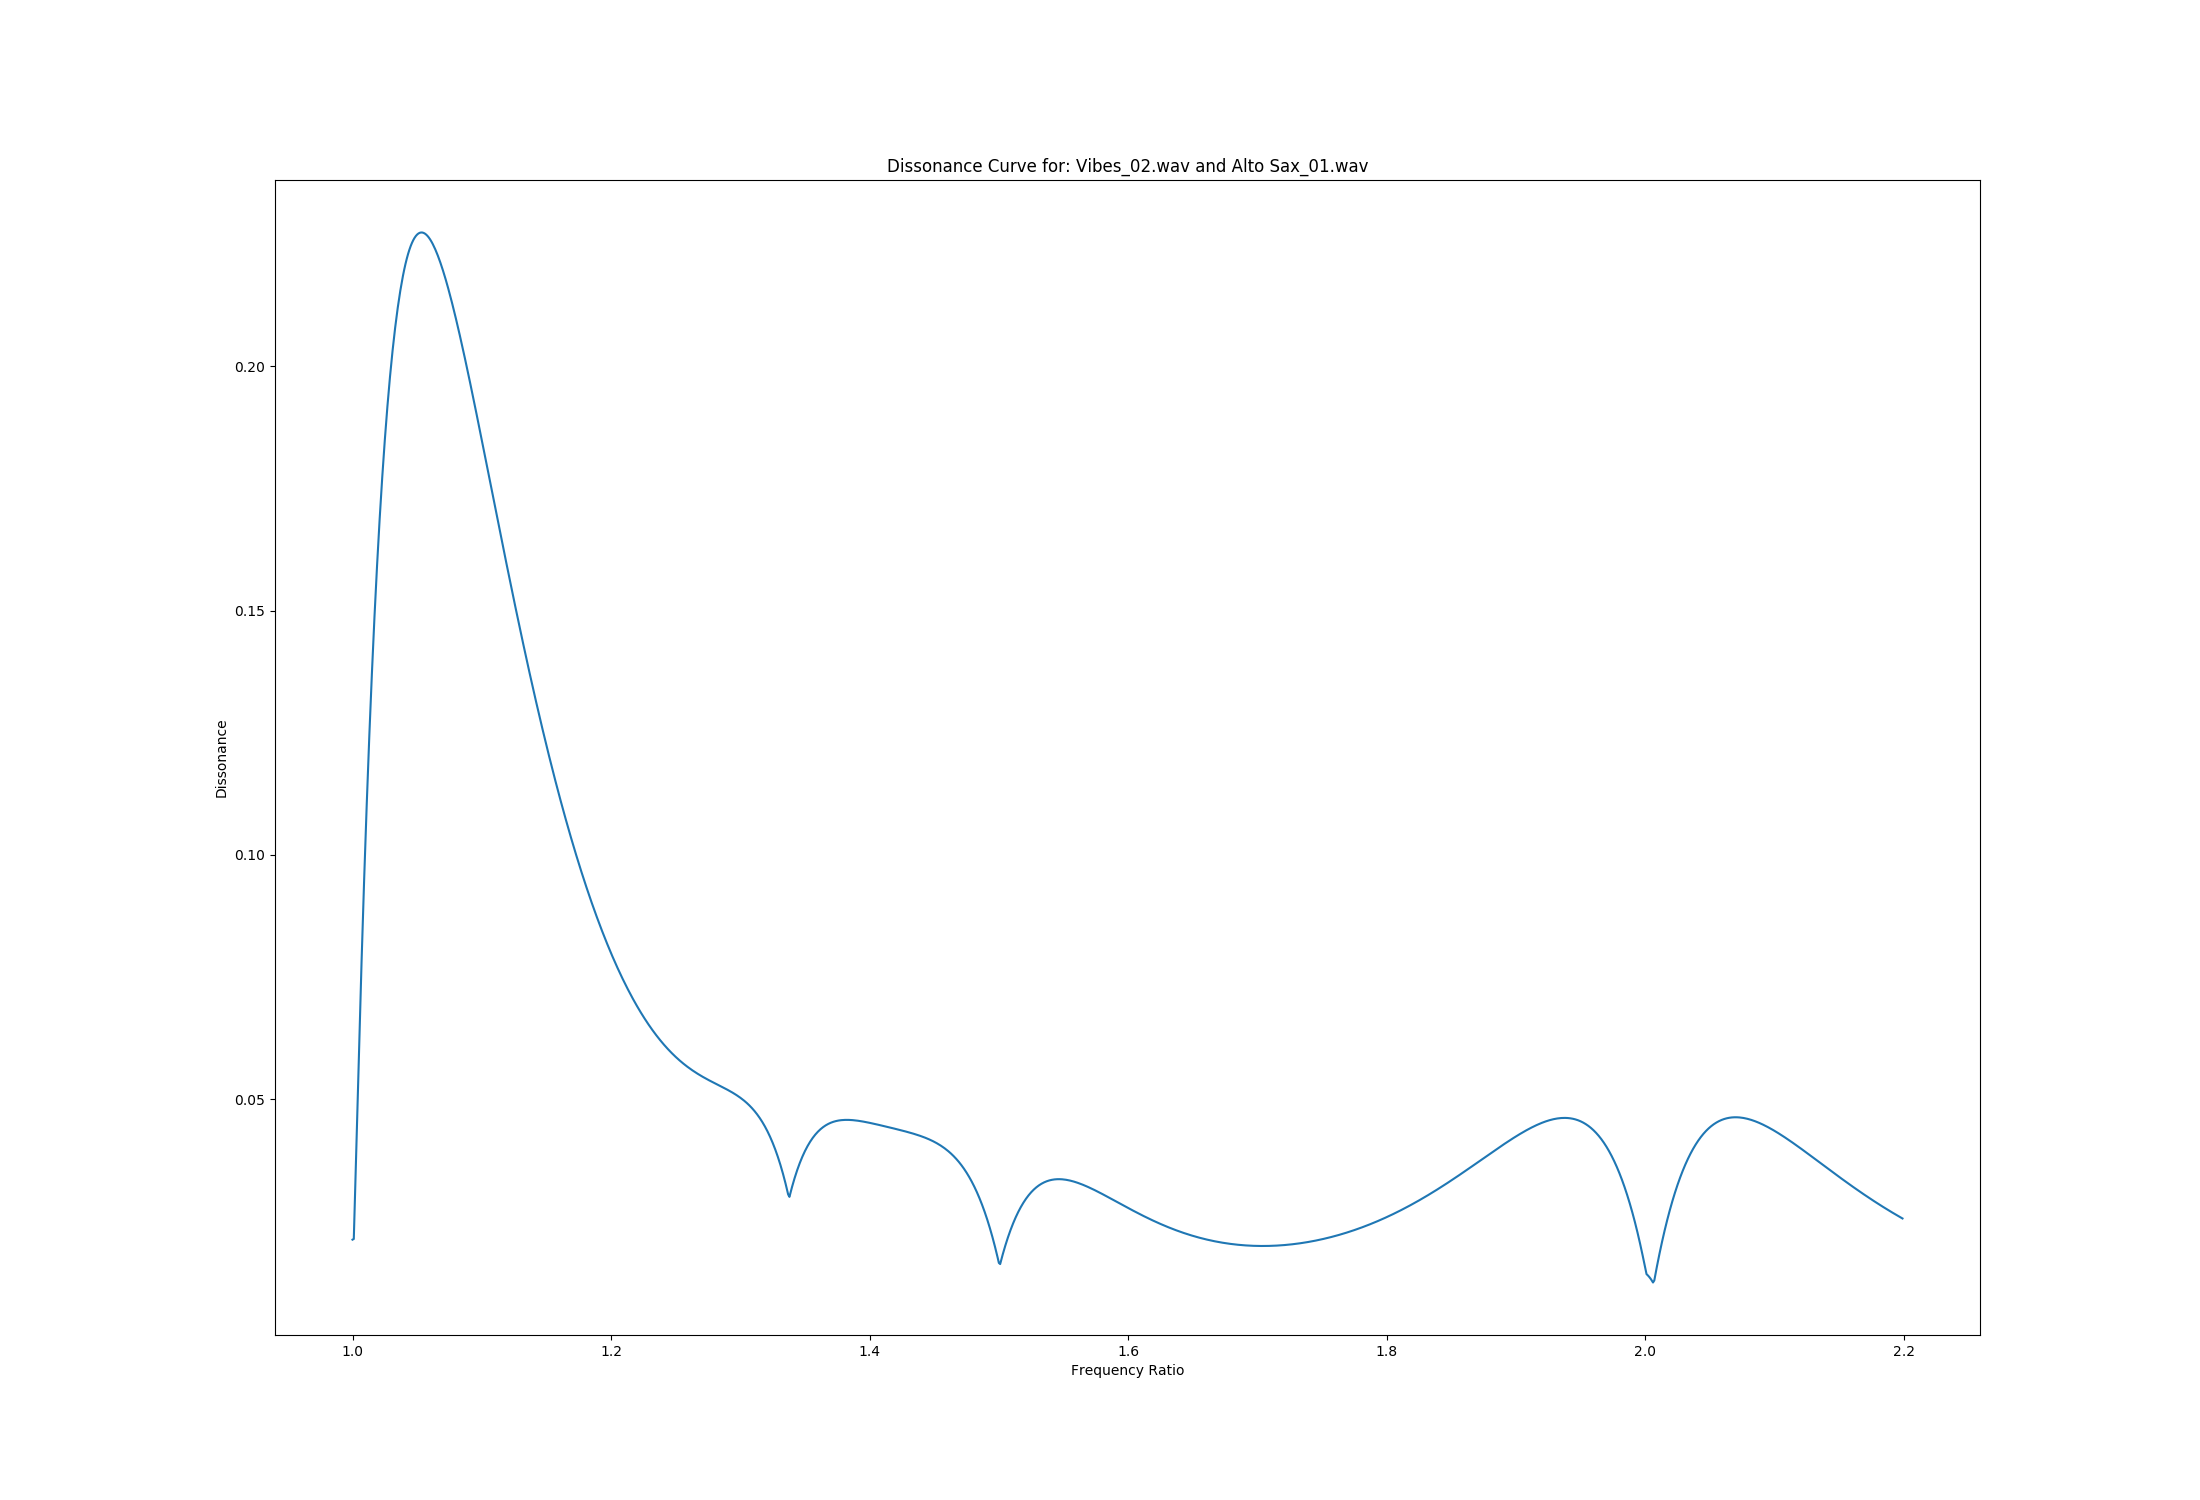 Dissonance Curve for: Vibes_02.wav and Alto Sax_01.wav
Dissonance
0.20
0.15
0.10
0.05
1.0 1.2 1.4 1.6 1.8 2.0 2.2
Frequency Ratio